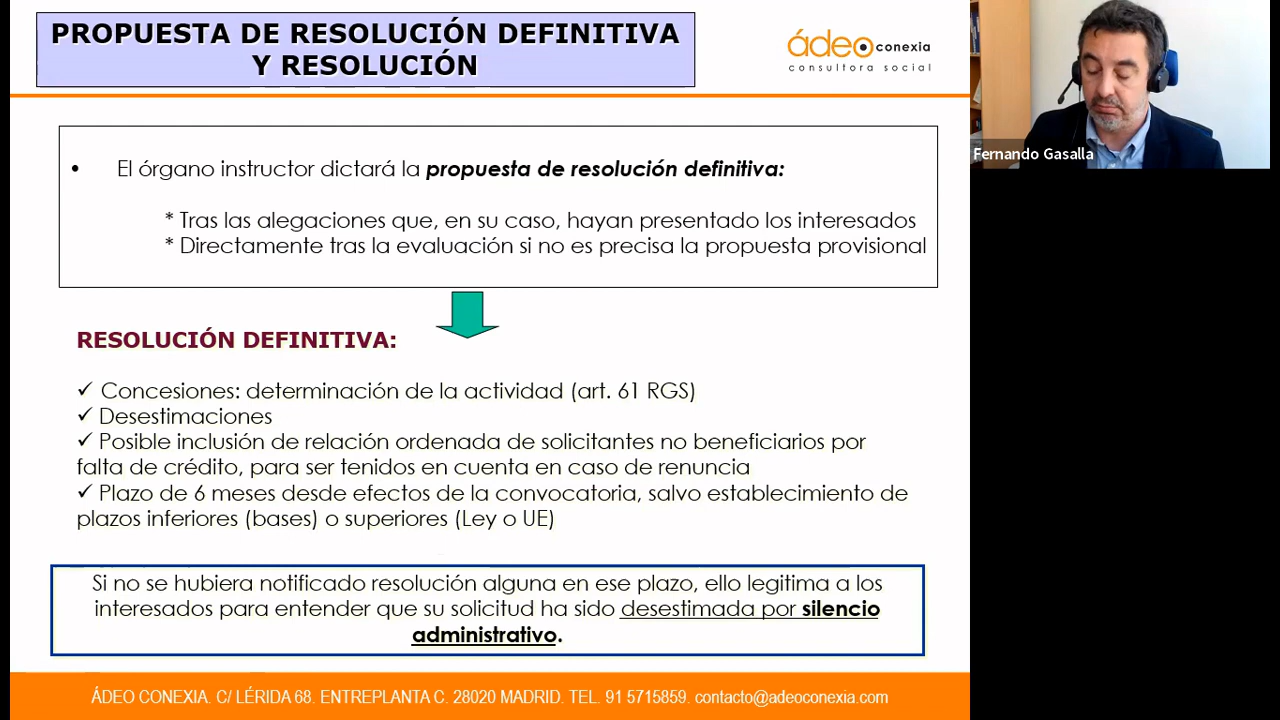 PROPUESTA DE RESOLUCIÓN DEFINITIVA
Y RESOLUCIÓN
ádeo conexia
consultora social
Fernando Gasalla
• El órgano instructor dictará la propuesta de resolución definitiva:
* Tras las alegaciones que, en su caso, hayan presentado los interesados
* Directamente tras la evaluación si no es precisa la propuesta provisional
RESOLUCIÓN DEFINITIVA:
✓ Concesiones: determinación de la actividad (art. 61 RGS)
✓ Desestimaciones
✓ Posible inclusión de relación ordenada de solicitantes no beneficiarios por
falta de crédito, para ser tenidos en cuenta en caso de renuncia
✓ Plazo de 6 meses desde efectos de la convocatoria, salvo establecimiento de
plazos inferiores (bases) o superiores (Ley o UE)
Si no se hubiera notificado resolución alguna en ese plazo, ello legitima a los
interesados para entender que su solicitud ha sido desestimada por silencio
administrativo.
ÁDEO CONEXIA. C/ LÉRIDA 68. ENTREPLANTA C. 28020 MADRID. TEL. 91 5715859. contacto@adeoconexia.com